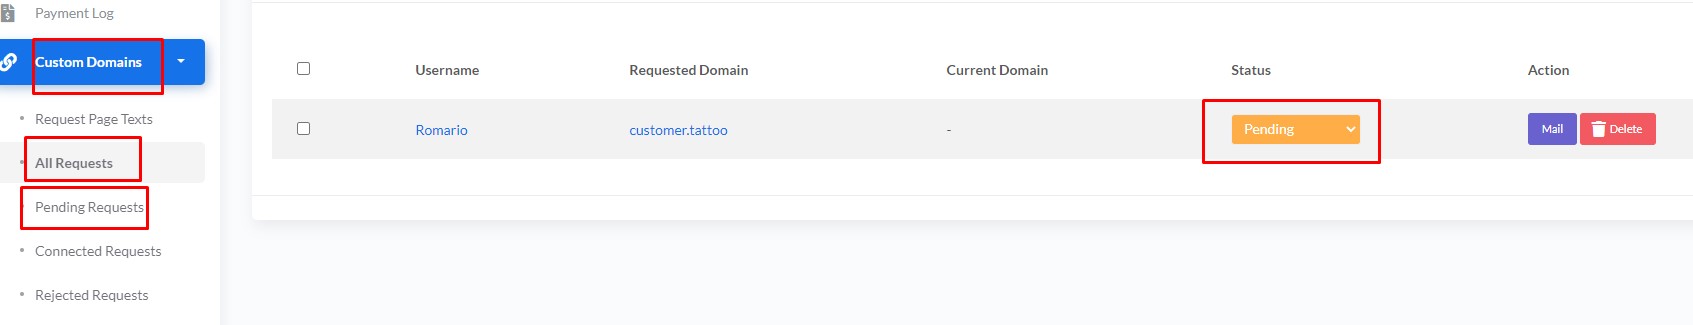 Payment Log
Custom Domains
Request Page Texts
All Requests
Pending Requests
Connected Requests
Rejected Requests
Username Requested Domain Current Domain Status Action
Romario customer.tattoo - Pending Mail Delete